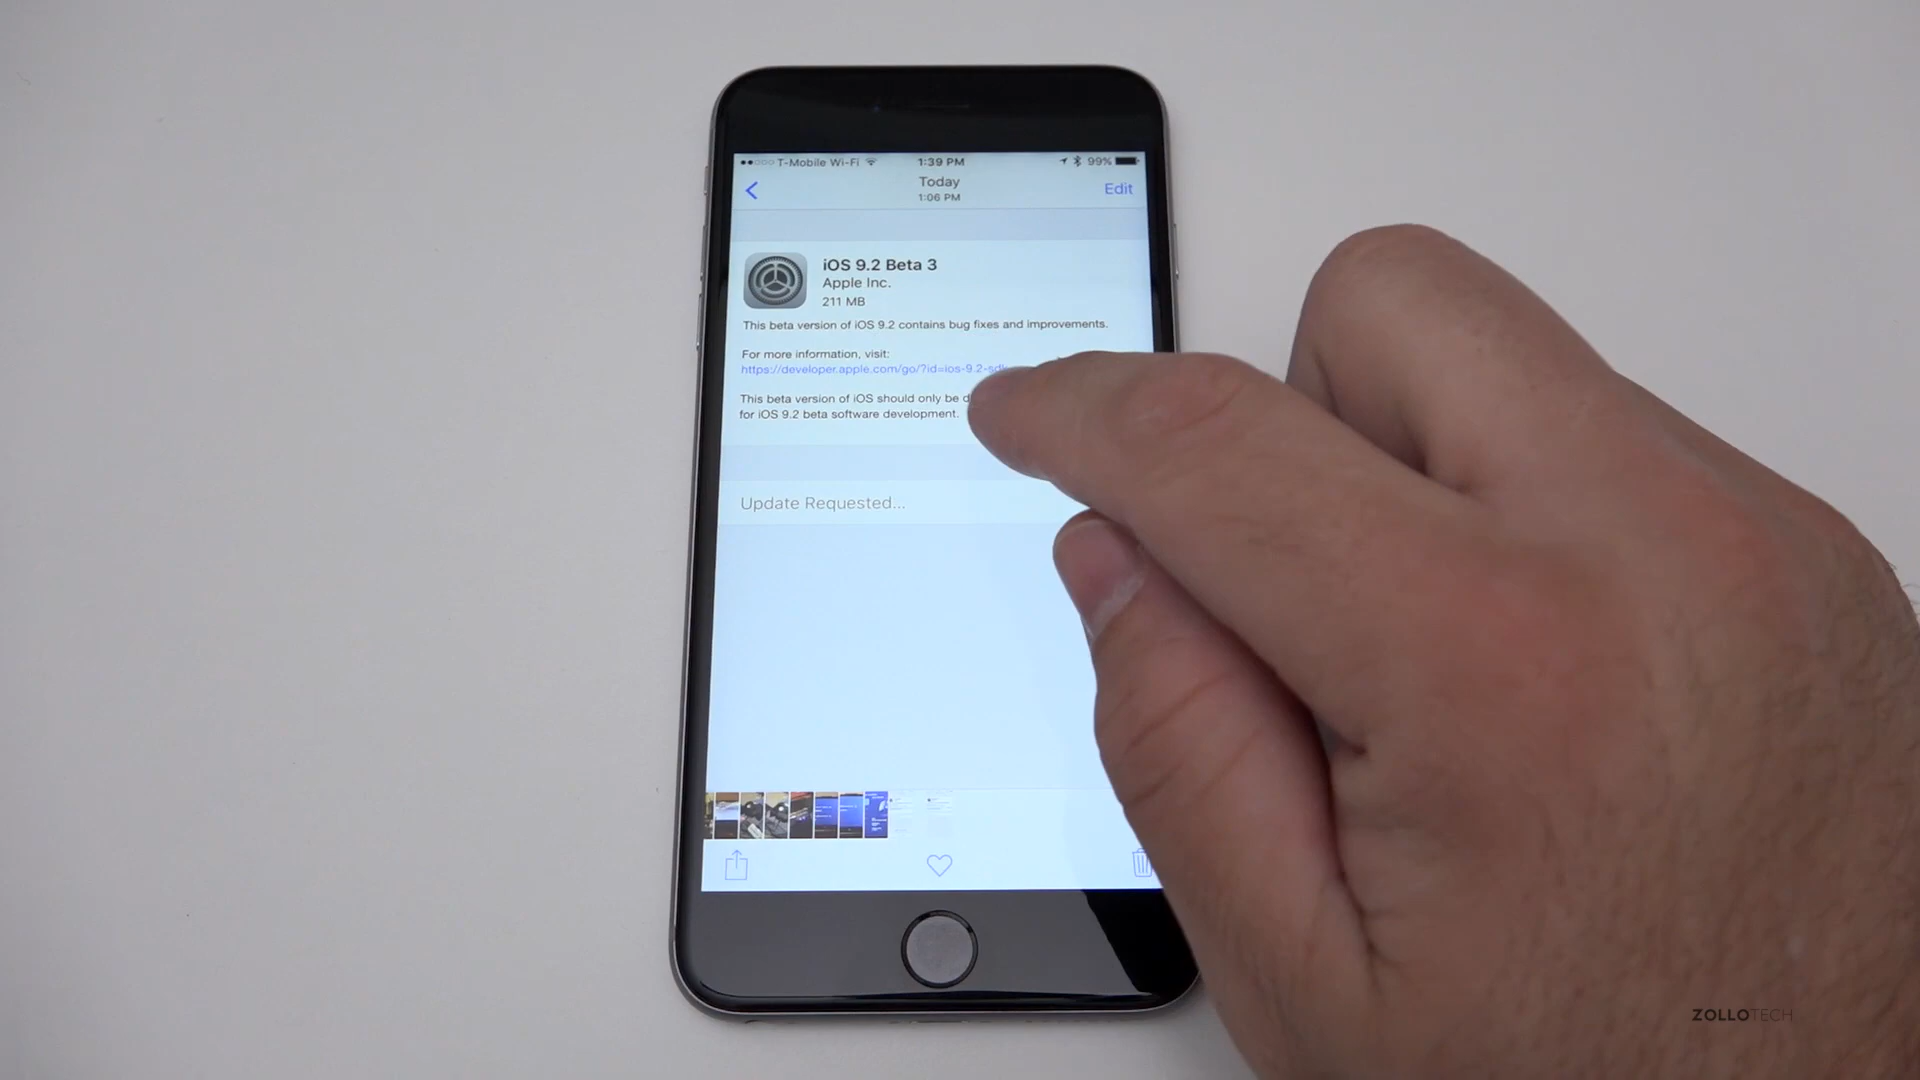 T-Mobile Wi-Fi 1:39 PM 99%
Today
1:06 PM
Edit
iOS 9.2 Beta 3
Apple Inc.
211 MB
This beta version of iOS 9.2 contains bug fixes and improvements.
For more information, visit:
https://developer.apple.com/go/?id=ios-9.2-sd
This beta version of iOS should only be d
for iOS 9.2 beta software development.
Update Requested...
ZOLLOTECH